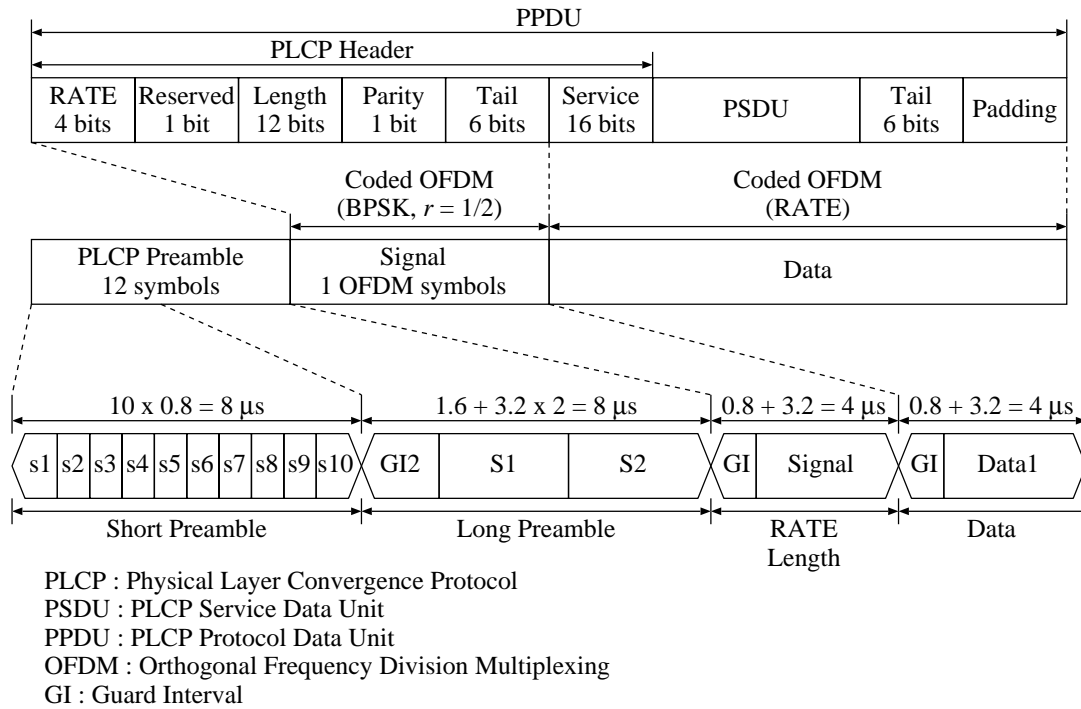 PPDU
PLCP Header
RATE Reserved Length Parity Tail Service PSDU Tail Padding
4 bits 1 bit 12 bits 1 bit 6 bits 16 bits 6 bits
Coded OFDM Coded OFDM
(BPSK, r = 1/2) (RATE)
PLCP Preamble Signal Data
12 symbols 1 OFDM symbols
10 x 0.8 = 8 µs 1.6 + 3.2 x 2 = 8 µs 0.8 + 3.2 = 4 µs 0.8 + 3.2 = 4 µs
s1 s2 s3 s4 s5 s6 s7 s8 s9 s10 GI2 S1 S2 GI Signal GI Data1
Short Preamble Long Preamble RATE Data
Length
PLCP : Physical Layer Convergence Protocol
PSDU : PLCP Service Data Unit
PPDU : PLCP Protocol Data Unit
OFDM : Orthogonal Frequency Division Multiplexing
GI : Guard Interval